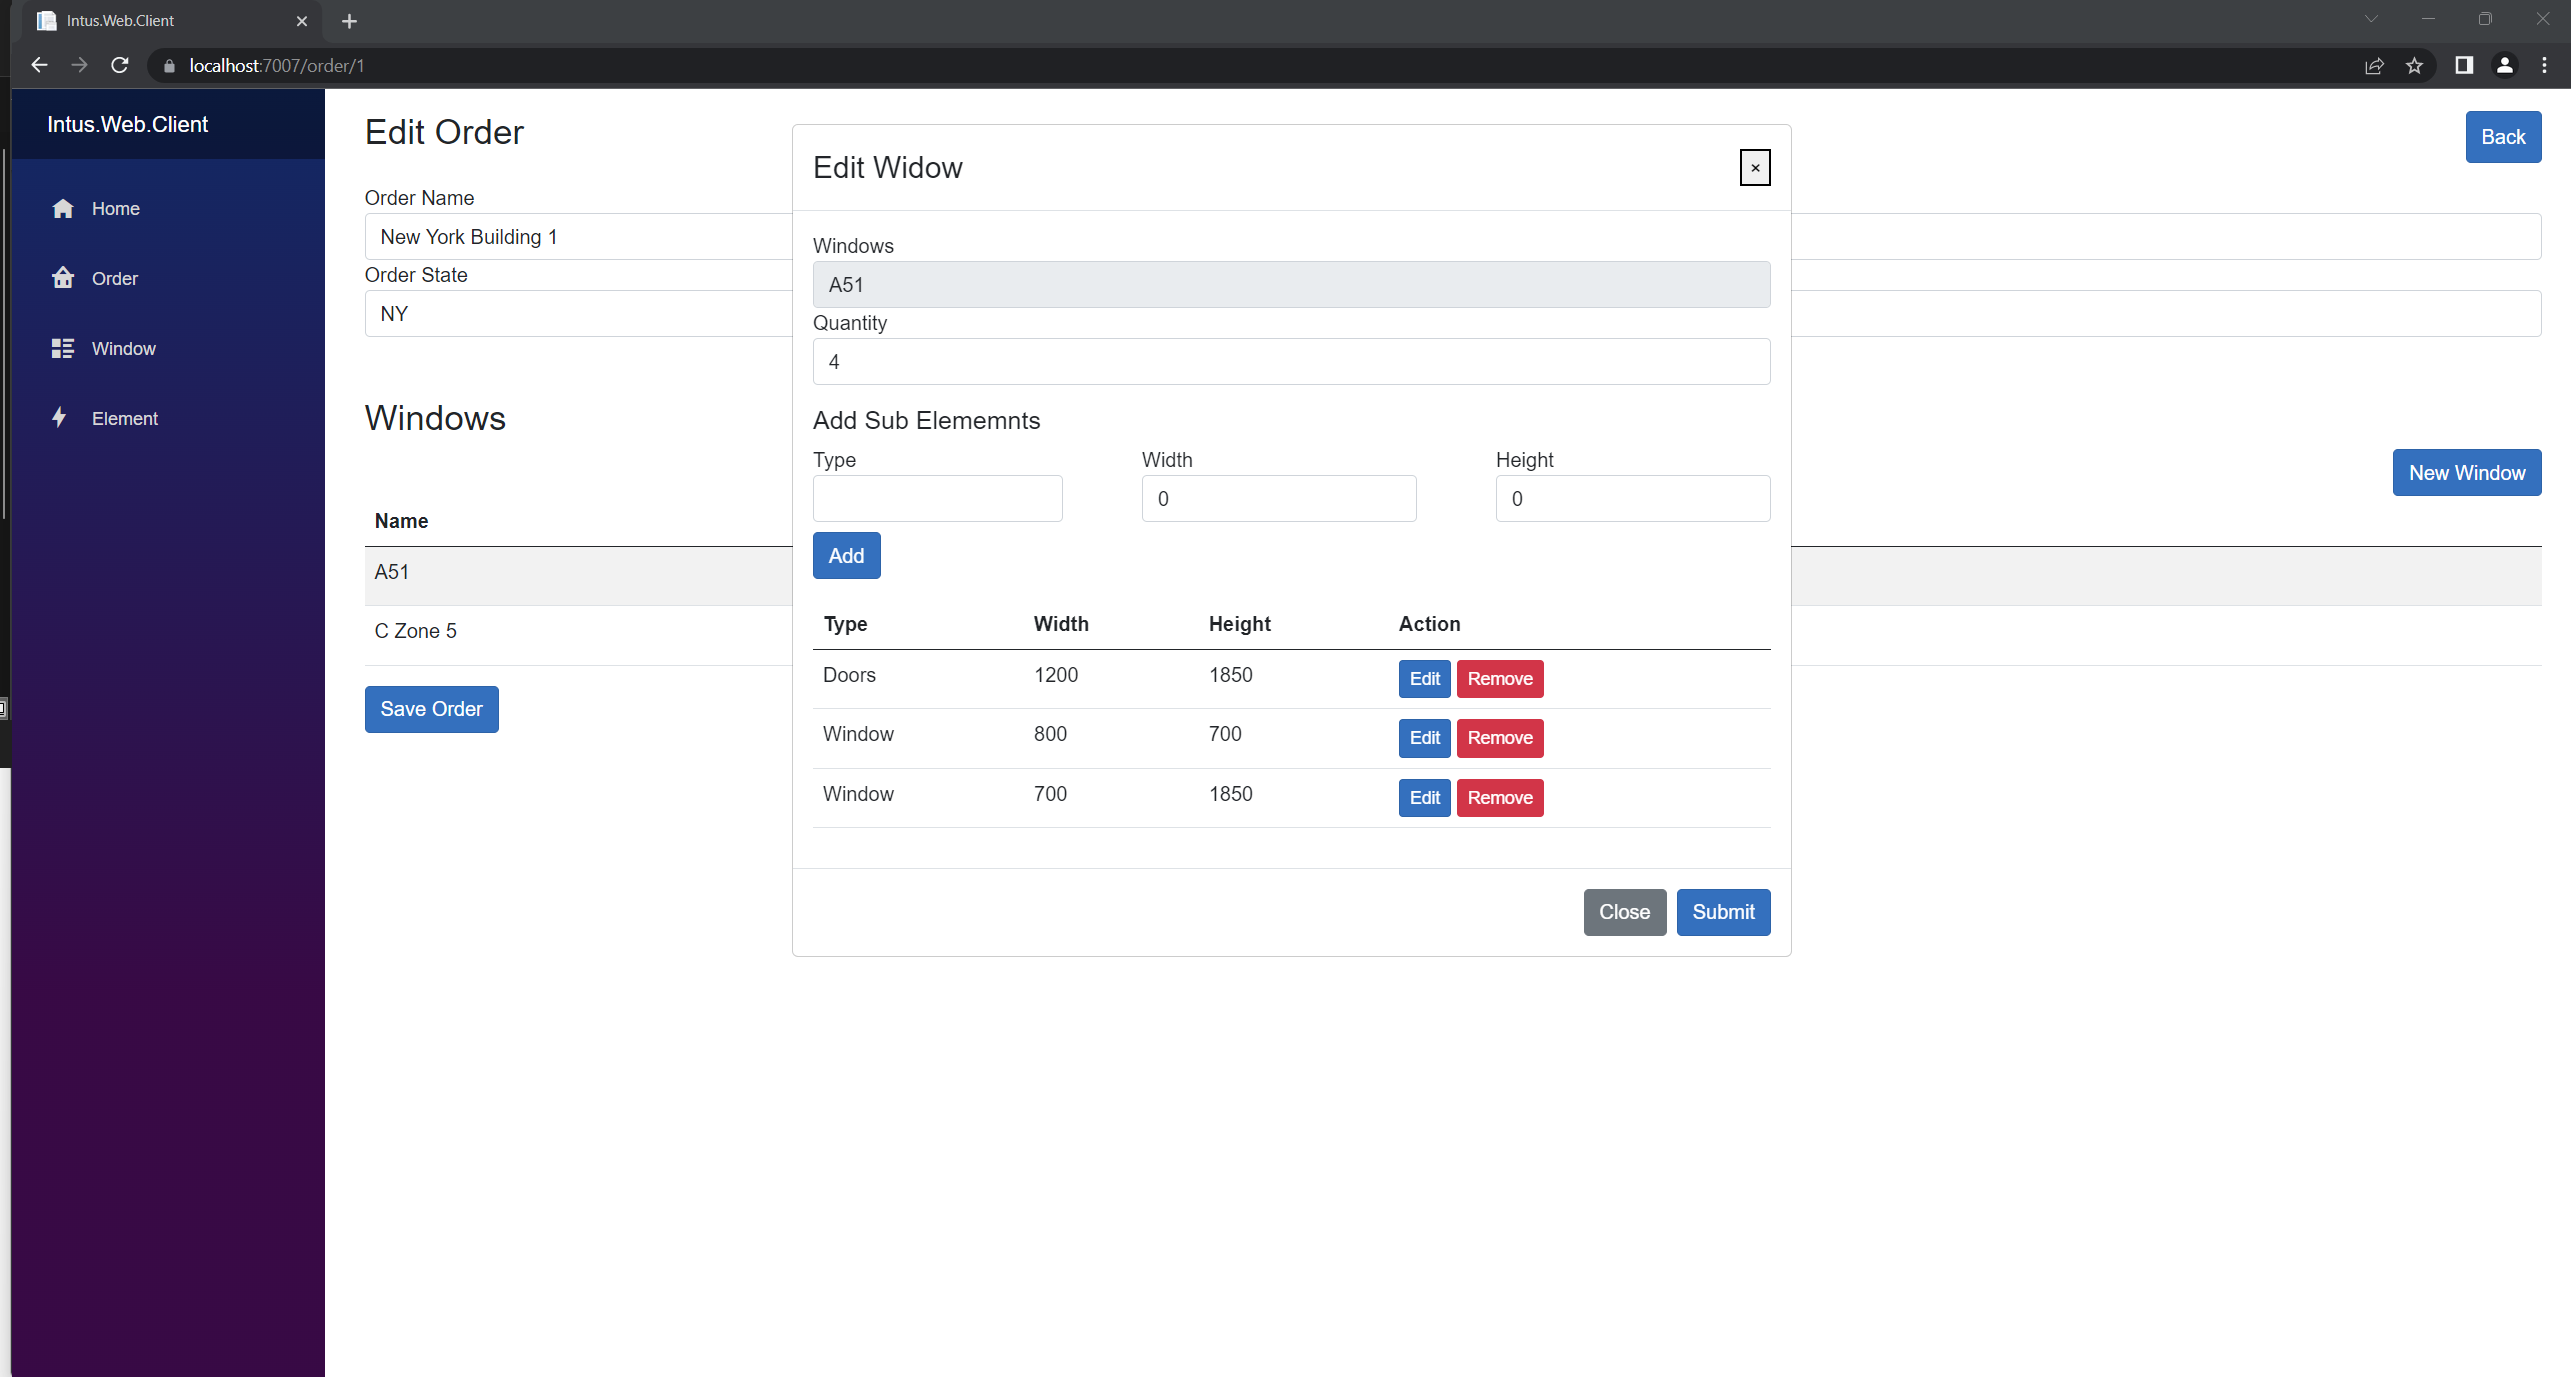 Intus.Web.Client
localhost:7007/order/1
Intus.Web.Client
Home
Order
Window
Element
Edit Order
Back
Order Name
New York Building 1
Order State
NY
Windows
New Window
Name
A51
C Zone 5
Save Order
Edit Widow
×
Windows
A51
Quantity
4
Add Sub Elememnts
Type Width Height
0 0
Add
Type Width Height Action
Doors 1200 1850 Edit Remove
Window 800 700 Edit Remove
Window 700 1850 Edit Remove
Close Submit